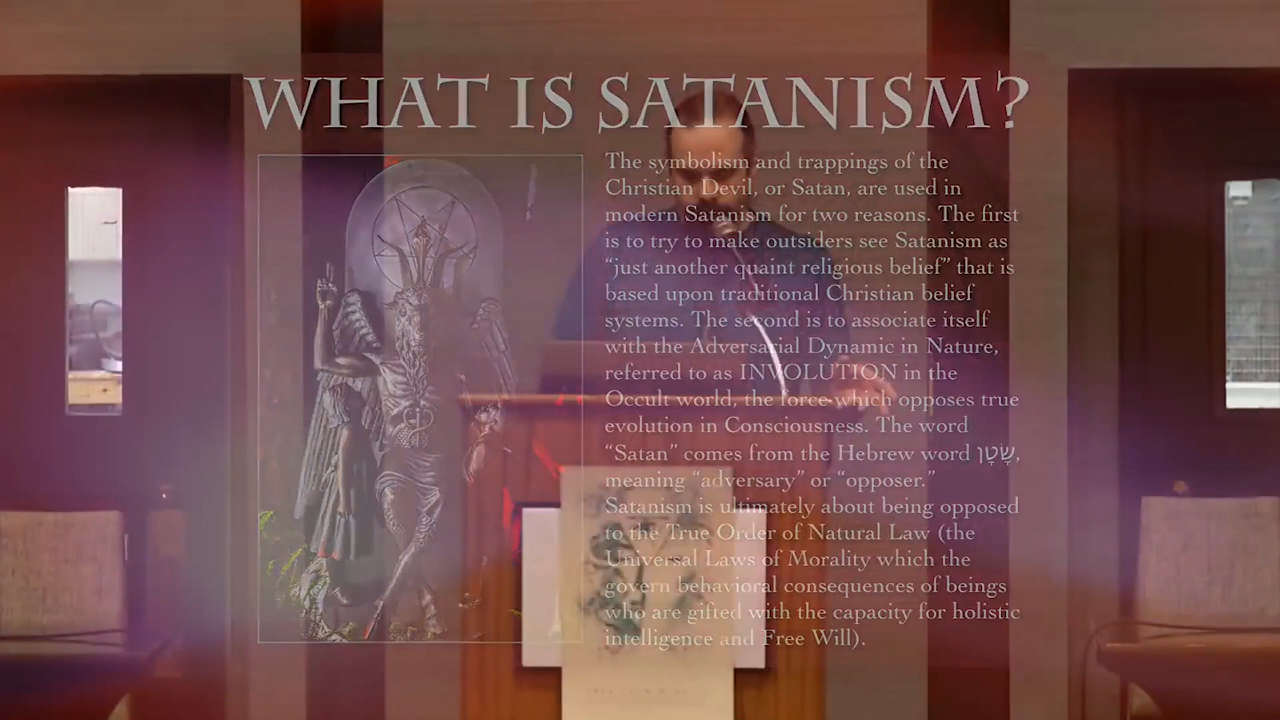 WHAT IS SATANISM?
The symbolism and trappings of the
Christian Devil, or Satan, are used in
modern Satanism for two reasons. The first
is to try to make outsiders see Satanism as
“just another quaint religious belief” that is
based upon traditional Christian belief
systems. The second is to associate itself
with the Adversarial Dynamic in Nature,
referred to as INVOLUTION in the
Occult world, the force which opposes true
evolution in Consciousness. The word
“Satan” comes from the Hebrew word שָּׂטָן,
meaning “adversary” or “opposer.”
Satanism is ultimately about being opposed
to the True Order of Natural Law (the
Universal Laws of Morality which the
govern behavioral consequences of beings
who are gifted with the capacity for holistic
intelligence and Free Will).